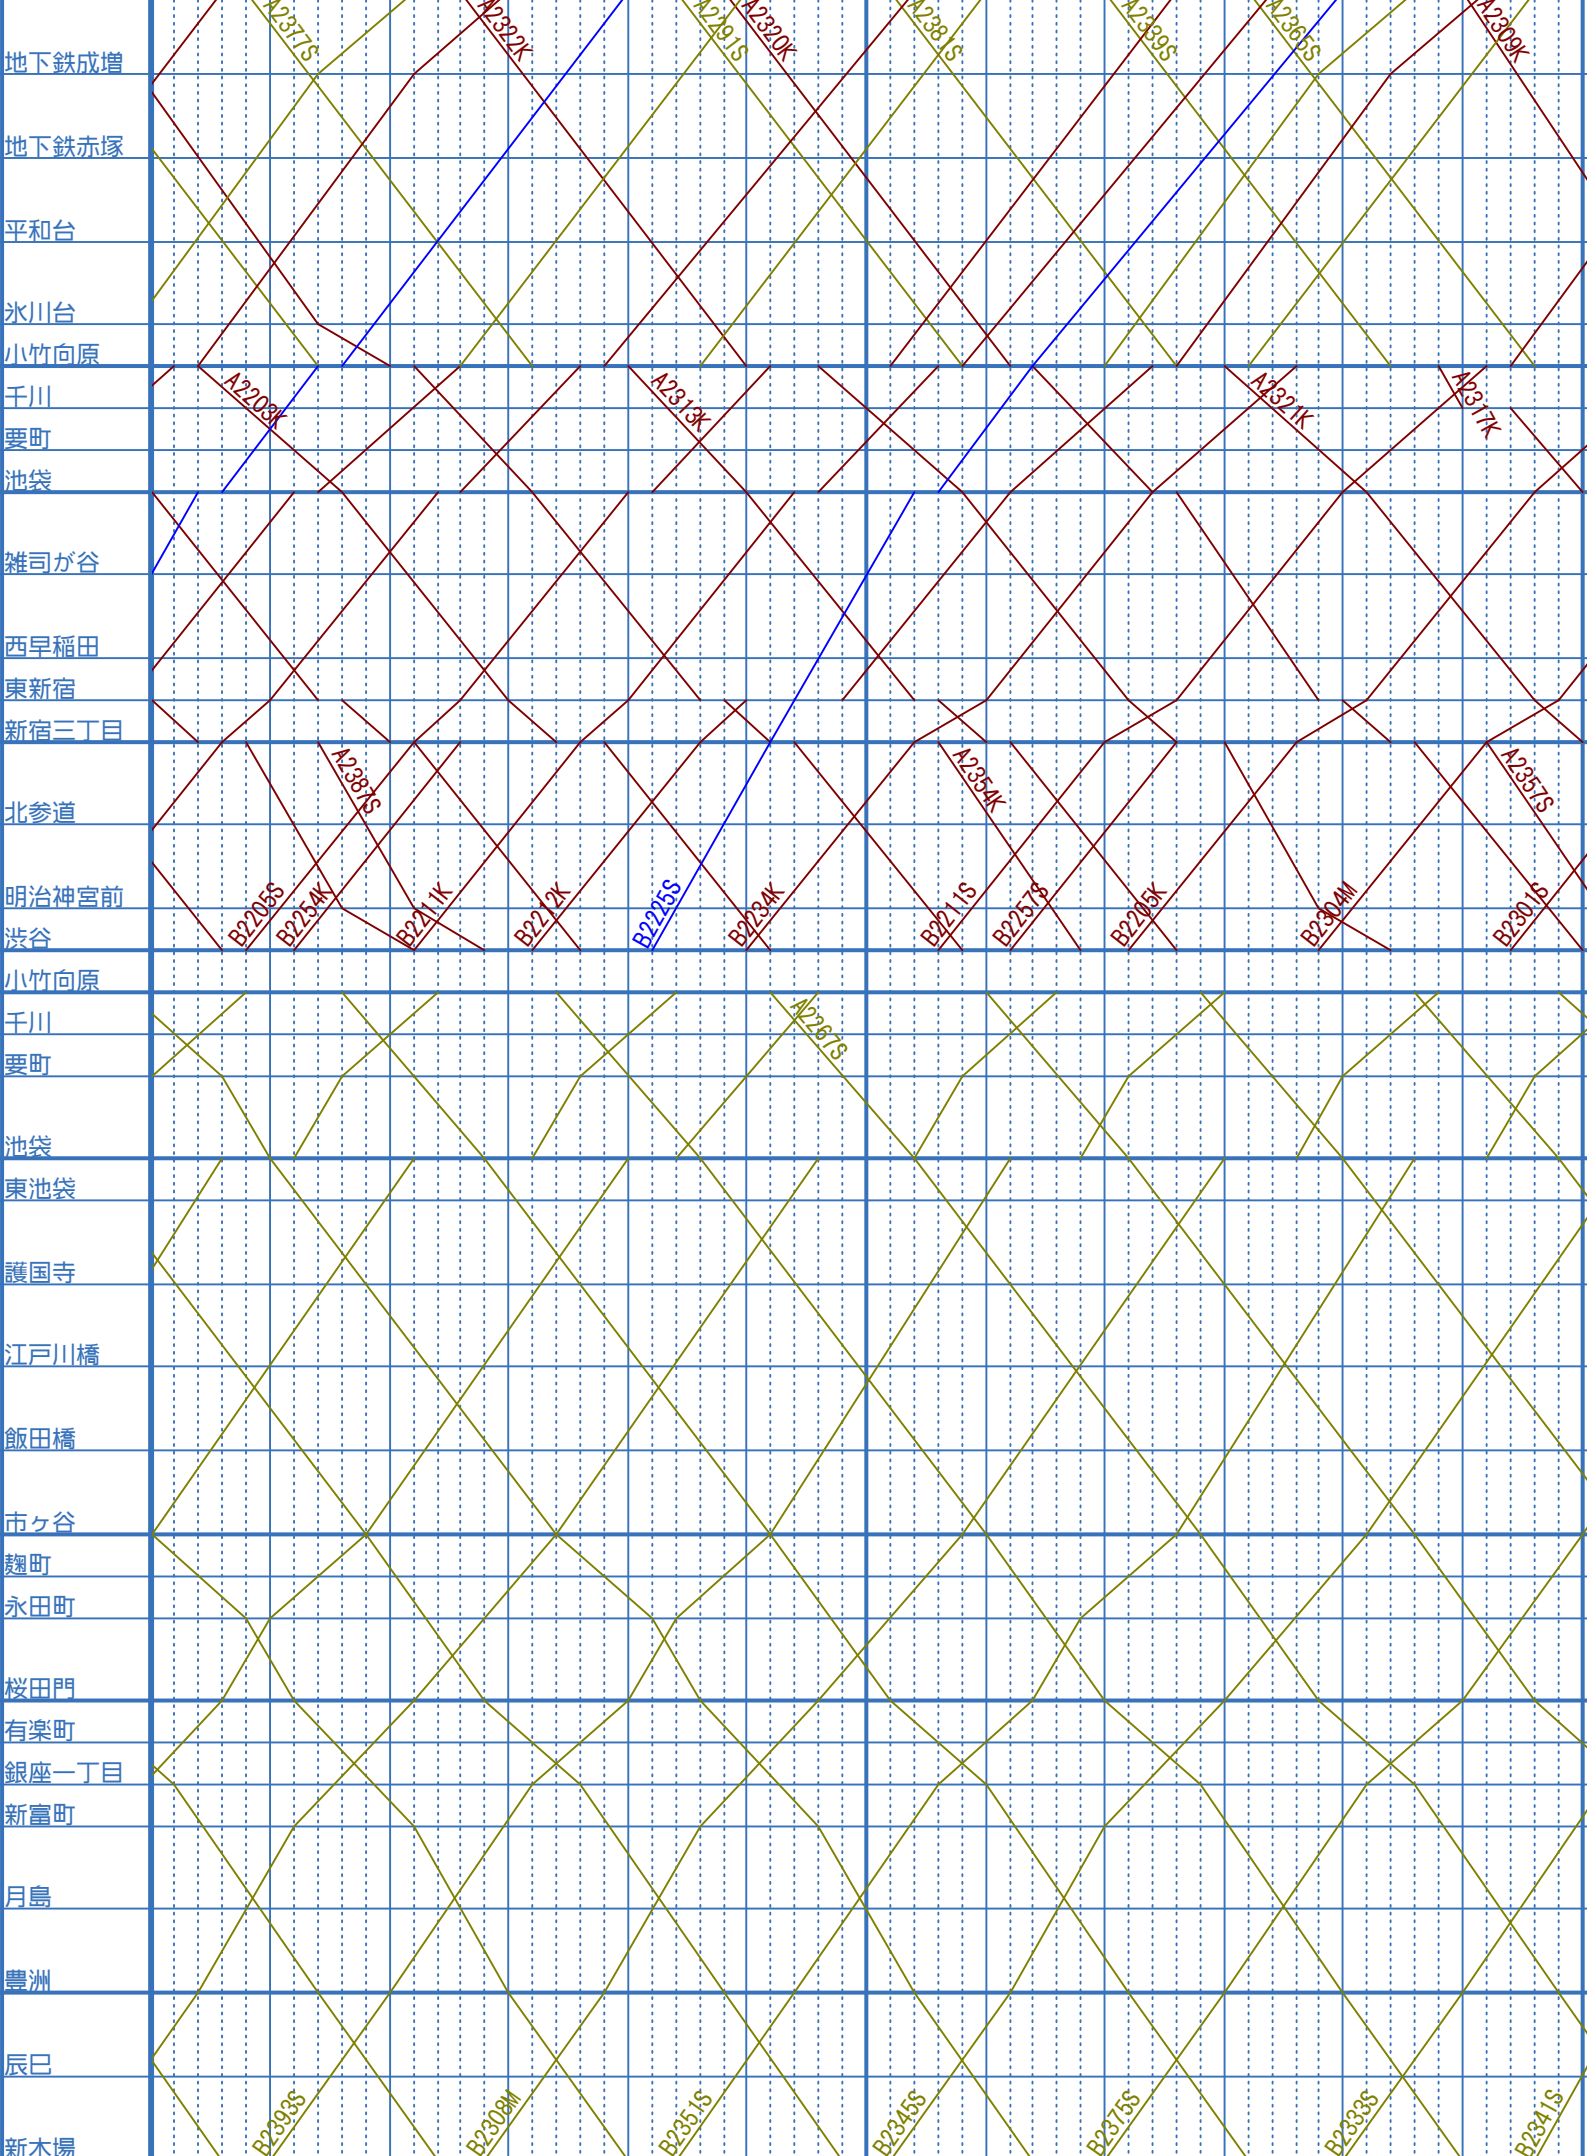 A2377S
A2322K
A2291S
A2320K
A2381S
A2339S
A2365S
A2309K
地下鉄成増
地下鉄赤塚
平和台
氷川台
小竹向原
千川
A2203K
A2313K
A2321K
A2317K
要町
池袋
雑司が谷
西早稲田
東新宿
新宿三丁目
A2387S
A2354K
A2357S
北参道
明治神宮前
B2205S
B2254K
B2211K
B2212K
B2225S
B2234K
B2211S
B2257S
B2205K
B2304M
B2301S
渋谷
小竹向原
千川
A2267S
要町
池袋
東池袋
護国寺
江戸川橋
飯田橋
市ヶ谷
麹町
永田町
桜田門
有楽町
銀座一丁目
新富町
月島
豊洲
辰巳
B2393S
B2308M
B2351S
B2345S
B2375S
B2333S
B2341S
新木場